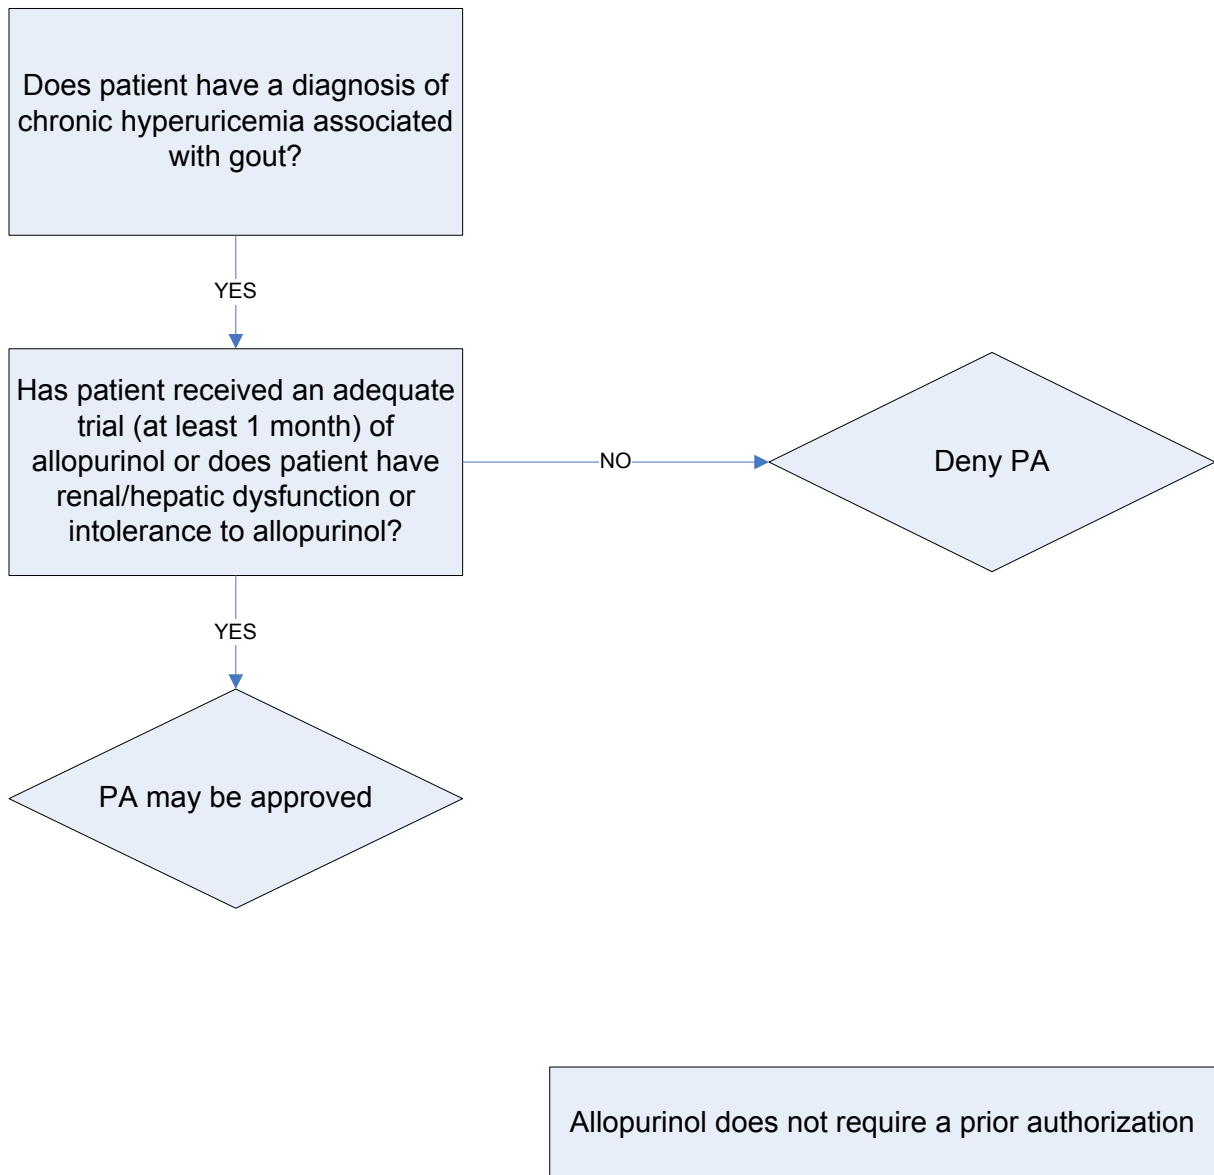 Does patient have a diagnosis of
chronic hyperuricemia associated
with gout?
YES
Has patient received an adequate
trial (at least 1 month) of
allopurinol or does patient have
renal/hepatic dysfunction or
intolerance to allopurinol?
NO
Deny PA
YES
PA may be approved
Allopurinol does not require a prior authorization